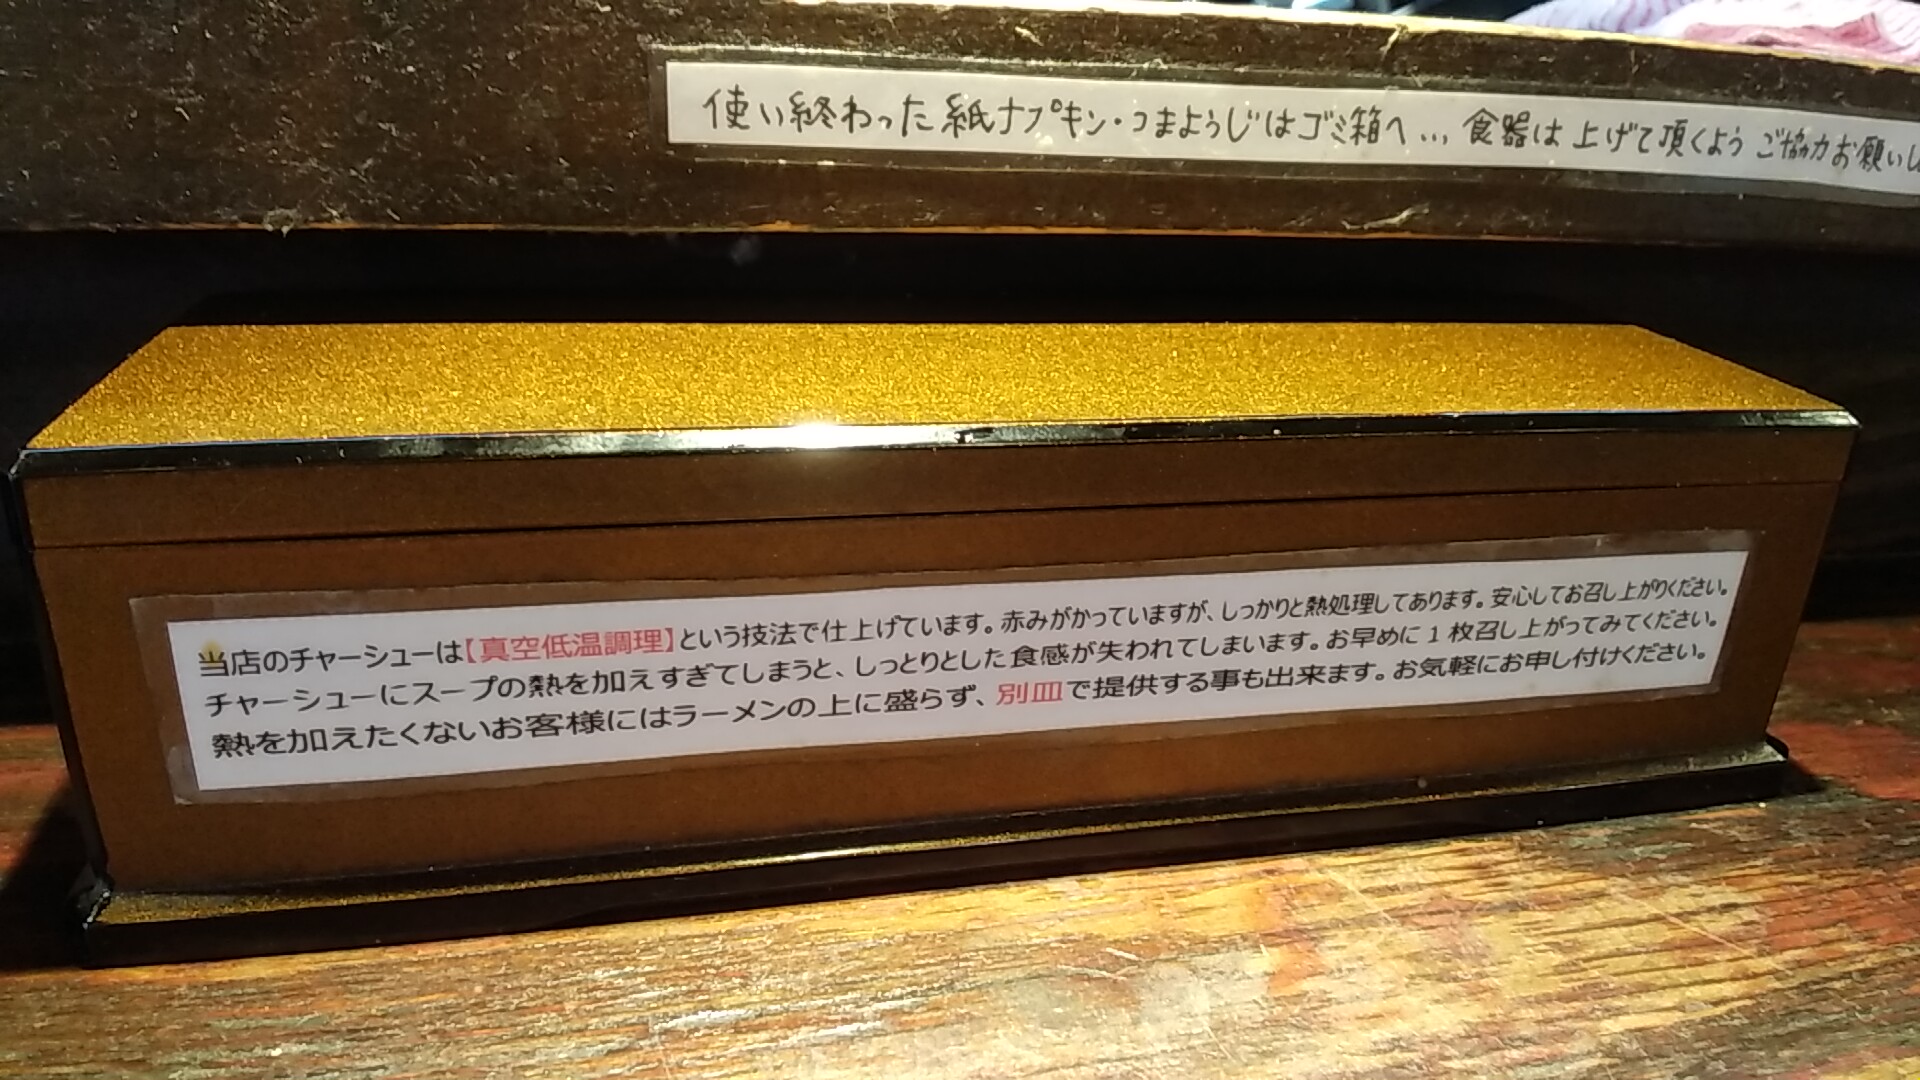 使い終わった紙ナプキン・つまようじはゴミ箱へ... 食器は上げて頂くよう ご協力お願いし
当店のチャーシューは【真空低温調理】という技法で仕上げています。赤みがかっていますが、しっかりと熱処理してあります。安心してお召し上がりください。
チャーシューにスープの熱を加えすぎてしまうと、しっとりとした食感が失われてしまいます。お早めに1枚召し上がってみてください。
熱を加えたくないお客様にはラーメンの上に盛らず、別皿で提供する事も出来ます。お気軽にお申し付けください。